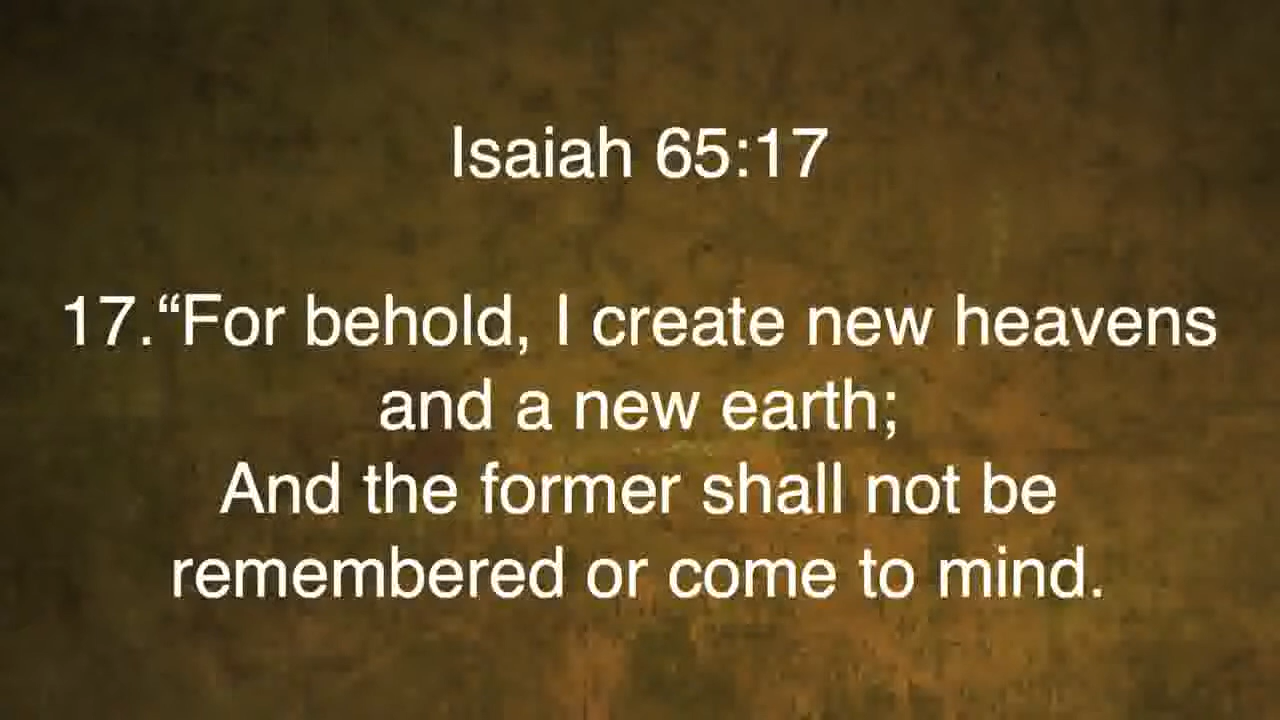 Isaiah 65:17
17.“For behold, I create new heavens
and a new earth;
And the former shall not be
remembered or come to mind.